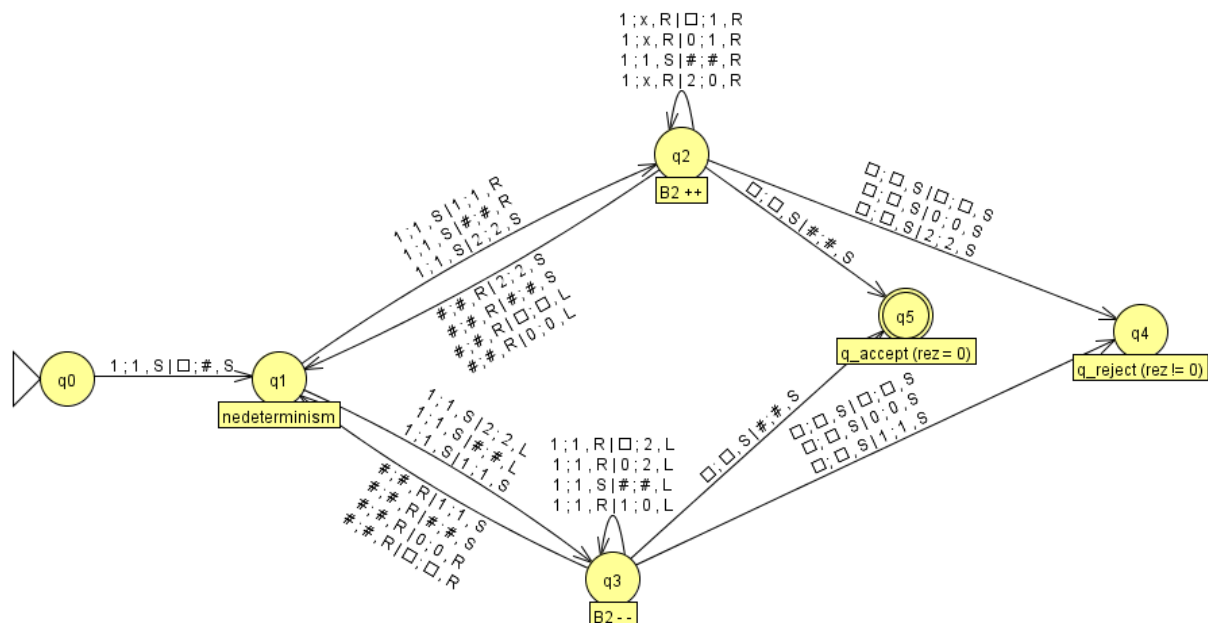 1 ; x , R | □ ; 1 , R
1 ; x , R | 0 ; 1 , R
1 ; 1 , S | # ; # , R
1 ; x , R | 2 ; 0 , R
q2
B2 ++
1 ; 1 , S | 1 ; 1 , R
1 ; 1 , S | # ; # , R
1 ; 1 , S | 2 ; 2 , S
# ; # , R | 2 ; 2 , S
# ; # , R | # ; # , S
# ; # , R | □ ; □ , L
# ; # , R | 0 ; 0 , L
□ ; □ , S | # ; # , S
□ ; □ , S | □ ; □ , S
□ ; □ , S | 0 ; 0 , S
□ ; □ , S | 2 ; 2 , S
q0
1 ; 1 , S | □ ; # , S
q1
nedeterminism
q5
q_accept (rez = 0)
q4
q_reject (rez != 0)
1 ; 1 , S | 2 ; 2 , L
1 ; 1 , S | # ; # , L
1 ; 1 , S | 1 ; 1 , S
# ; # , R | 1 ; 1 , S
# ; # , R | # ; # , S
# ; # , R | 0 ; 0 , R
# ; # , R | □ ; □ , R
1 ; 1 , R | □ ; 2 , L
1 ; 1 , R | 0 ; 2 , L
1 ; 1 , S | # ; # , L
1 ; 1 , R | 1 ; 0 , L
□ ; □ , S | # ; # , S
□ ; □ , S | □ ; □ , S
□ ; □ , S | 0 ; 0 , S
□ ; □ , S | 1 ; 1 , S
q3
B2 - -